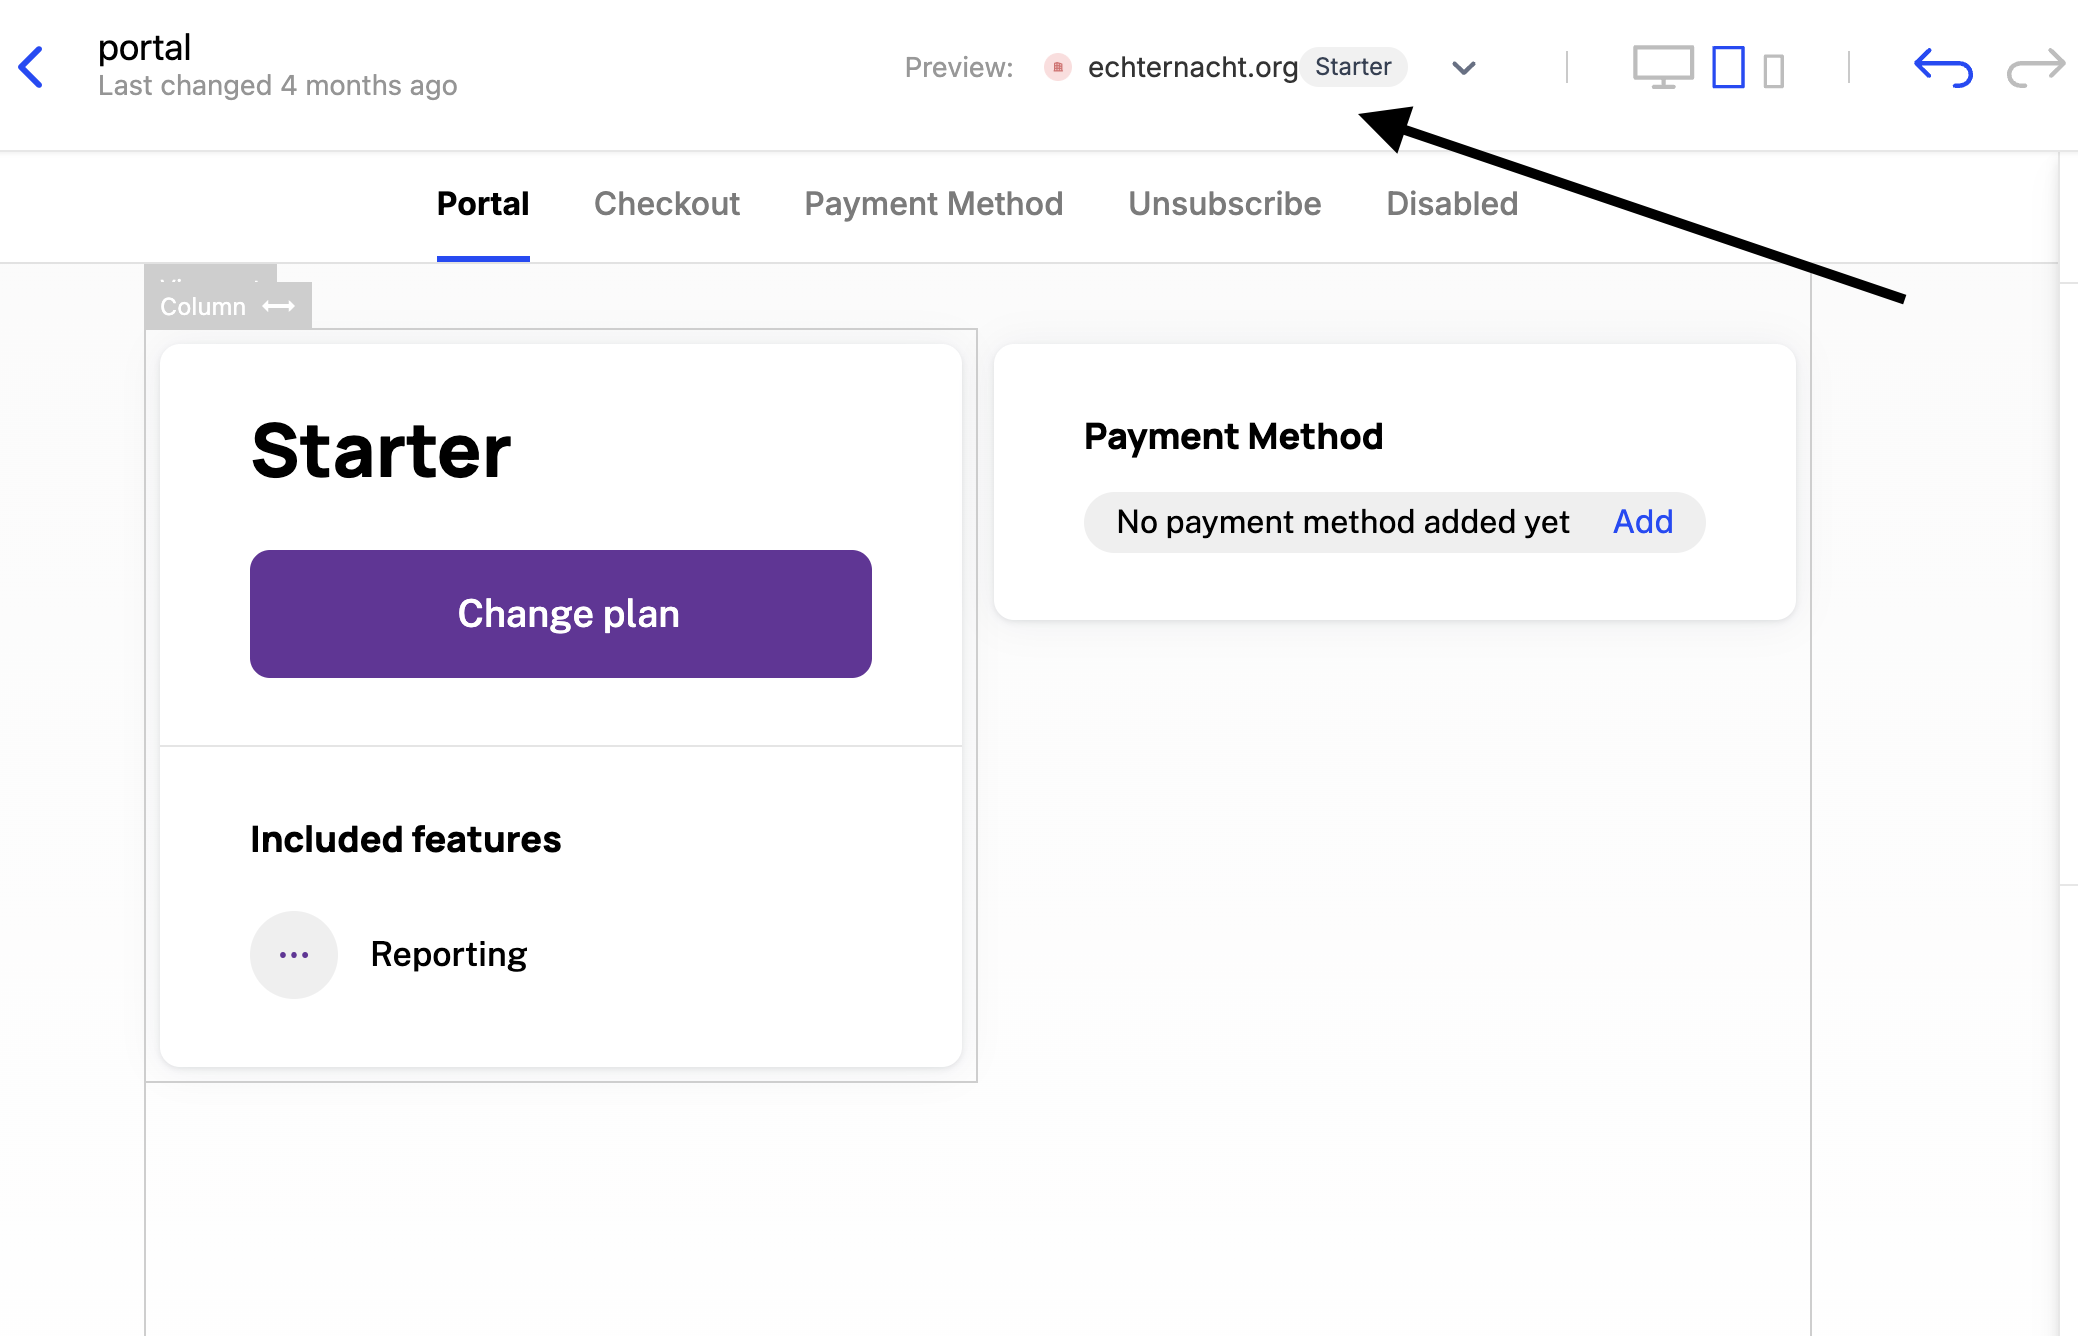 portal
Last changed 4 months ago
Preview: echternacht.org Starter
Portal Checkout Payment Method Unsubscribe Disabled
Column
Starter
Change plan
Included features
Reporting
Payment Method
No payment method added yet Add